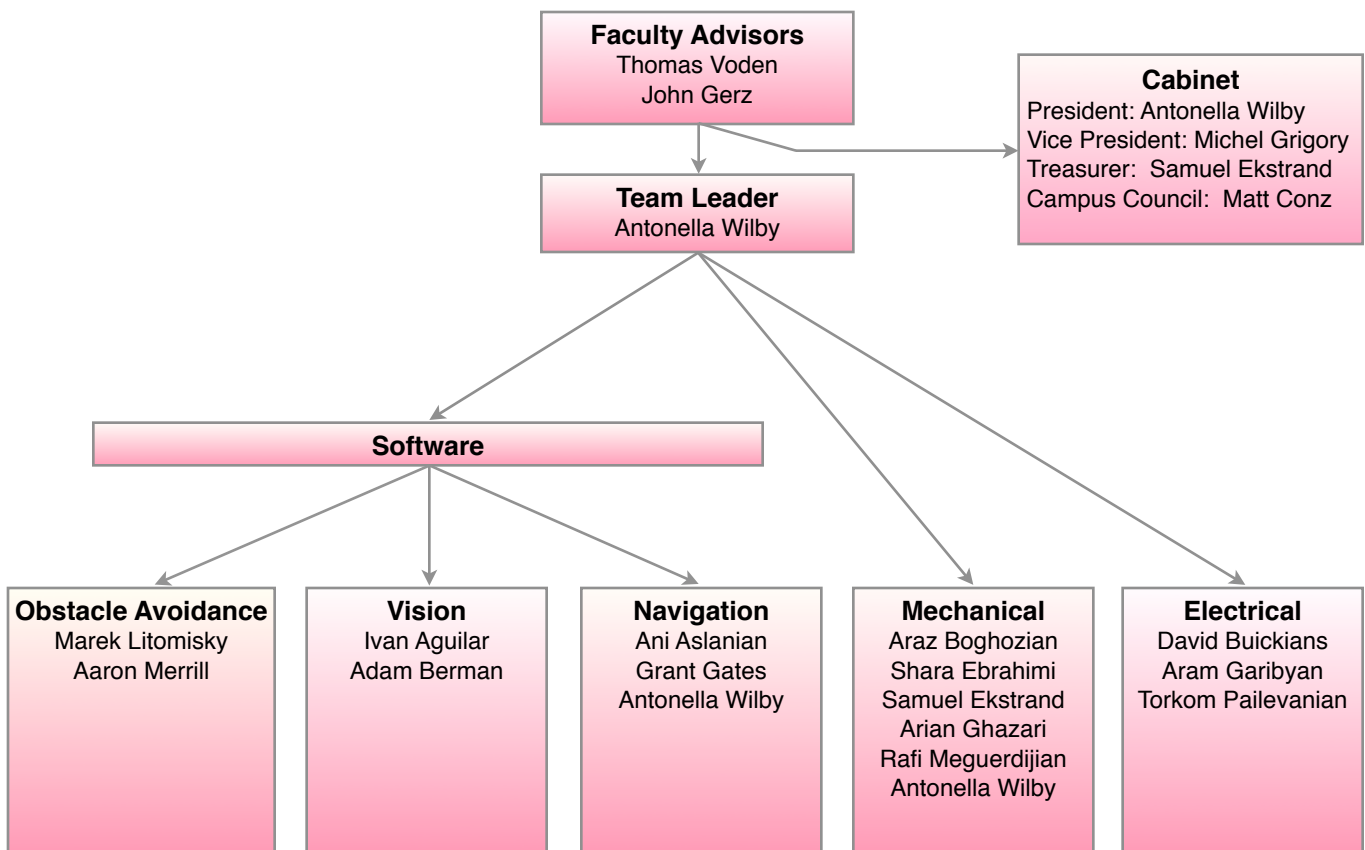 Faculty Advisors
Thomas Voden
John Gerz
Cabinet
President: Antonella Wilby
Vice President: Michel Grigory
Treasurer:  Samuel Ekstrand
Campus Council:  Matt Conz
Team Leader
Antonella Wilby
Software
Obstacle Avoidance
Marek Litomisky
Aaron Merrill
Vision
Ivan Aguilar
Adam Berman
Navigation
Ani Aslanian
Grant Gates
Antonella Wilby
Mechanical
Araz Boghozian
Shara Ebrahimi
Samuel Ekstrand
Arian Ghazari
Rafi Meguerdijian
Antonella Wilby
Electrical
David Buickians
Aram Garibyan
Torkom Pailevanian